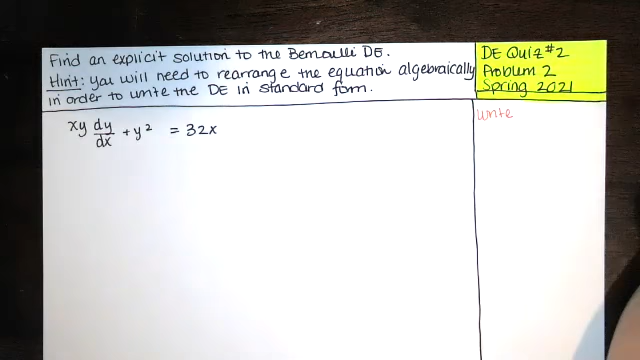 Find an explicit solution to the Bernoulli DE.
Hint: you will need to rearrange the equation algebraically
in order to write the DE in standard form.
DE Quiz #2
Problem 2
Spring 2021
xy dy/dx + y² = 32x
write